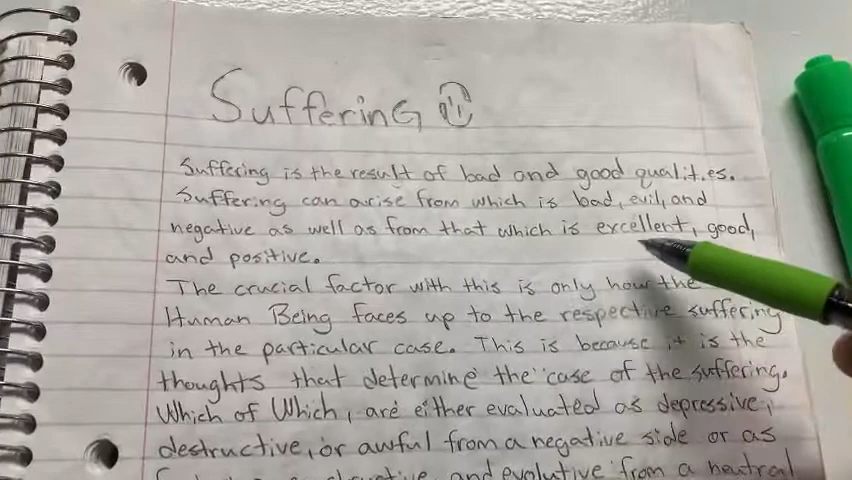 Suffering
Suffering is the result of bad and good qualities.
Suffering can arise from which is bad, evil, and
negative as well as from that which is excellent, good,
and positive.
The crucial factor with this is only how the
Human Being faces up to the respective suffering
in the particular case. This is because it is the
thoughts that determine the case of the suffering.
Which of Which, are either evaluated as depressive,
destructive, or awful from a negative side or as
and evolutive from a neutral